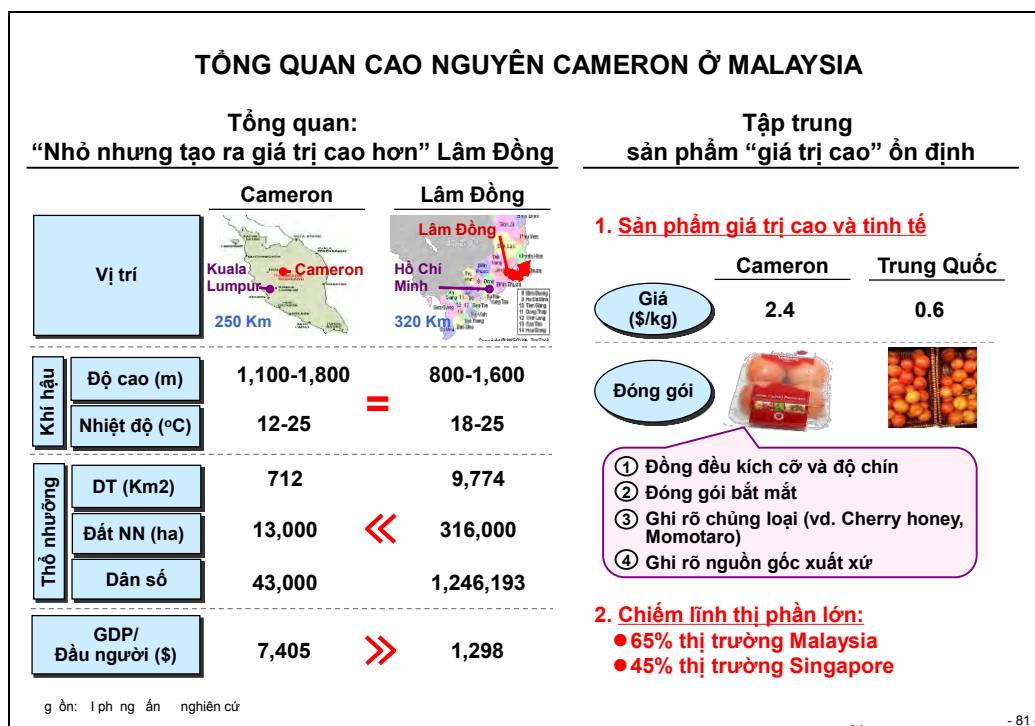 TỔNG QUAN CAO NGUYÊN CAMERON Ở MALAYSIA
Tổng quan:
“Nhỏ nhưng tạo ra giá trị cao hơn” Lâm Đồng
Cameron
Lâm Đồng
Vị trí
Kuala
Lumpur
Cameron
250 Km
Lâm Đồng
Hồ Chí
Minh
320 Km
Khí hậu
Độ cao (m)
1,100-1,800
=
800-1,600
Nhiệt độ (ºC)
12-25
18-25
Thổ nhưỡng
DT (Km2)
712
9,774
Đất NN (ha)
13,000
316,000
Dân số
43,000
1,246,193
GDP/
Đầu người ($)
7,405
1,298
Tập trung
sản phẩm “giá trị cao” ổn định
1. Sản phẩm giá trị cao và tinh tế
Cameron
Trung Quốc
Giá
($/kg)
2.4
0.6
Đóng gói
1 Đồng đều kích cỡ và độ chín
2 Đóng gói bắt mắt
3 Ghi rõ chủng loại (vd. Cherry honey,
Momotaro)
4 Ghi rõ nguồn gốc xuất xứ
2. Chiếm lĩnh thị phần lớn:
● 65% thị trường Malaysia
● 45% thị trường Singapore
g ồn: I ph ng ấn nghiên cứ
- 81